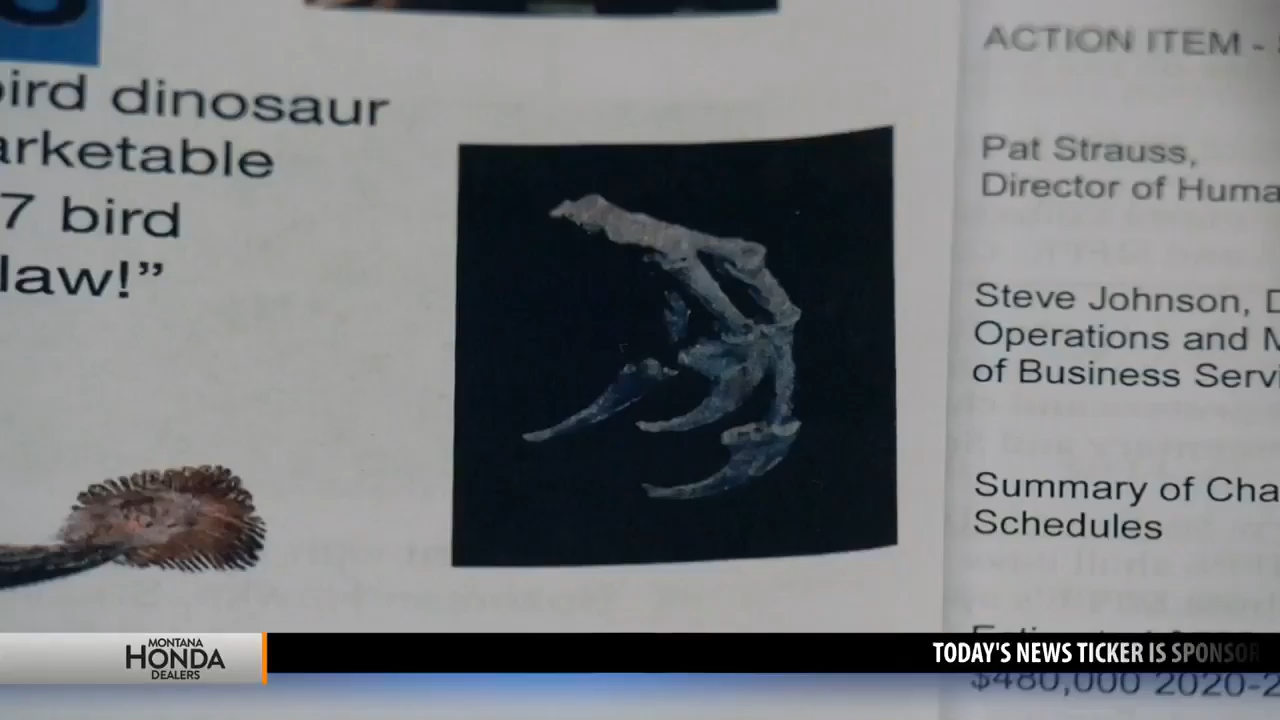 bird dinosaur
arketable
7 bird
law!”
ACTION ITEM -
Pat Strauss,
Director of Huma
Steve Johnson, D
Operations and M
of Business Servi
Summary of Cha
Schedules
$480,000 2020-2
MONTANA
HONDA
DEALERS
TODAY'S NEWS TICKER IS SPONSOR